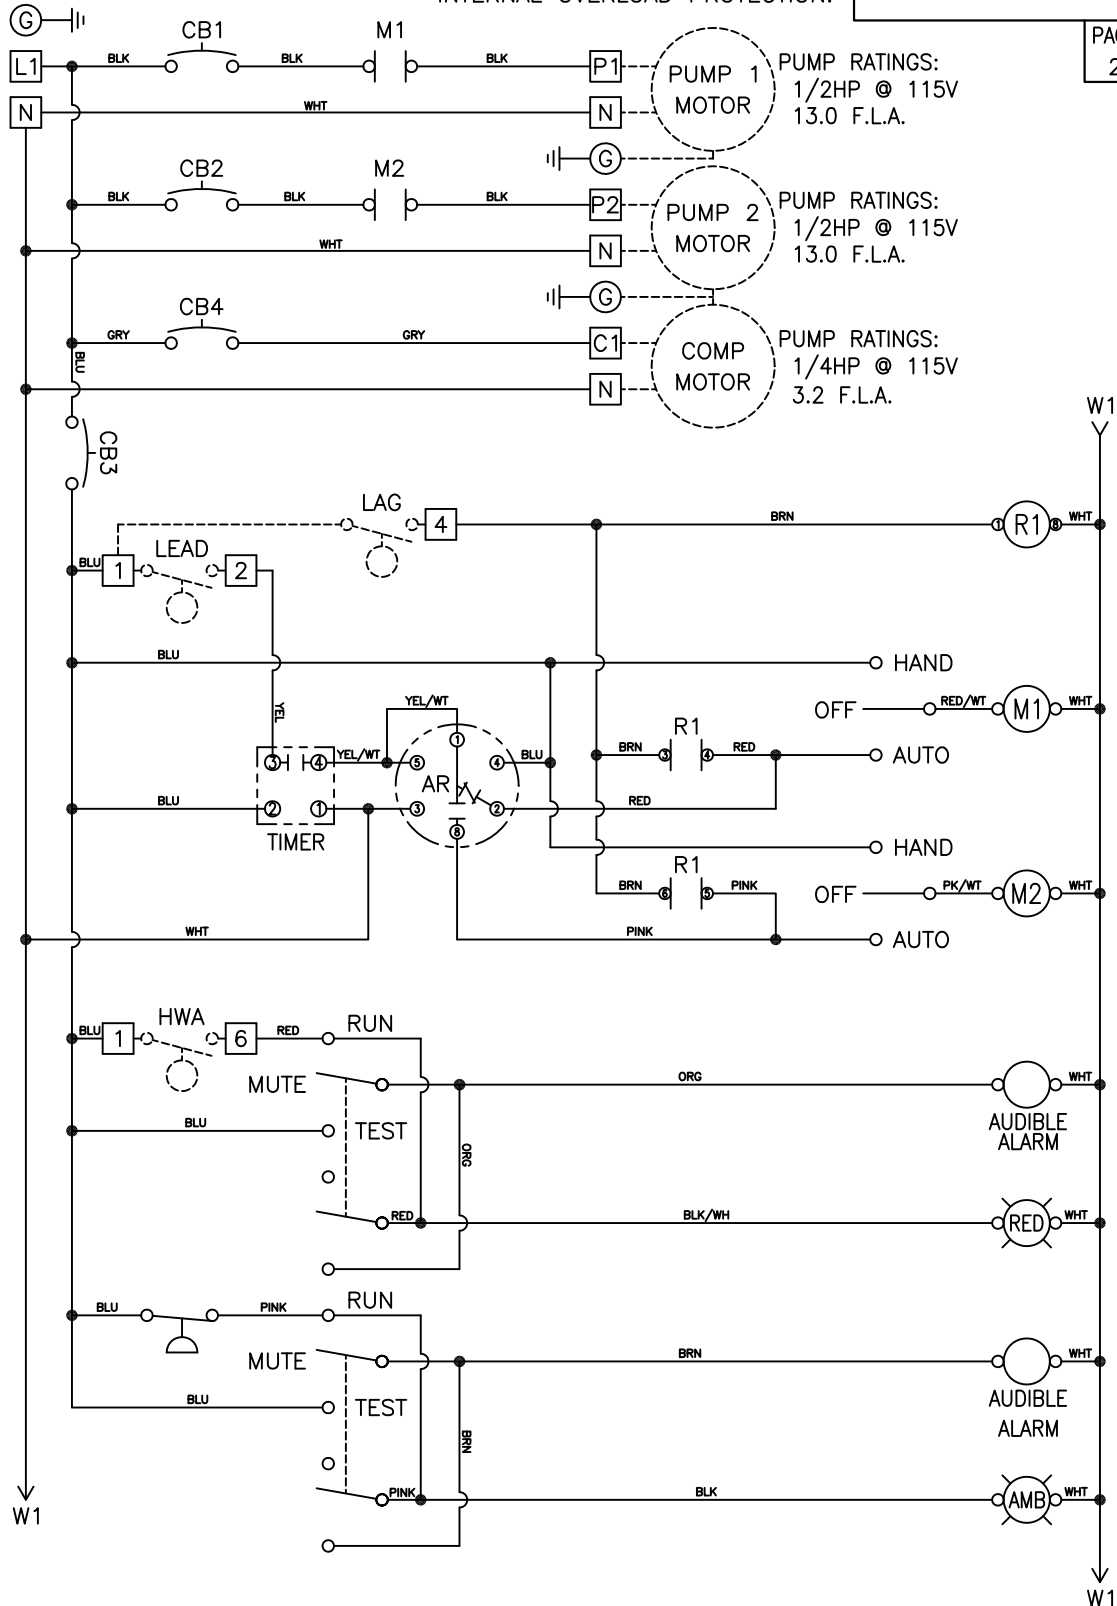 INTERNAL OVERLOAD PROTECTION.
G
CB1 M1
L1 BLK BLK BLK P1 PUMP 1 MOTOR PUMP RATINGS:
1/2HP @ 115V
13.0 F.L.A.
N WHT N
G
CB2 M2
BLK BLK BLK P2 PUMP 2 MOTOR PUMP RATINGS:
1/2HP @ 115V
13.0 F.L.A.
WHT N
G
CB4
GRY GRY C1 COMP MOTOR PUMP RATINGS:
1/4HP @ 115V
3.2 F.L.A.
BLU
N
W1
CB3
LAG
4 BRN 1 R1 8 WHT
LEAD
BLU 1 2
BLU HAND
YEL
YEL/WT
OFF RED/WT M1 WHT
1
R1
3 4 YEL/WT 5 4 BLU BRN 3 4 RED AUTO
AR
BLU 2 1 3 2 RED
TIMER 8
HAND
R1
BRN 6 5 PINK OFF PK/WT M2 WHT
WHT PINK AUTO
HWA RUN
BLU 1 6 RED
MUTE ORG WHT
AUDIBLE
ALARM
BLU TEST
ORG
RED BLK/WH RED WHT
RUN
BLU PINK
MUTE BRN WHT
AUDIBLE
ALARM
BLU TEST
BRN
PINK BLK AMB WHT
W1
W1